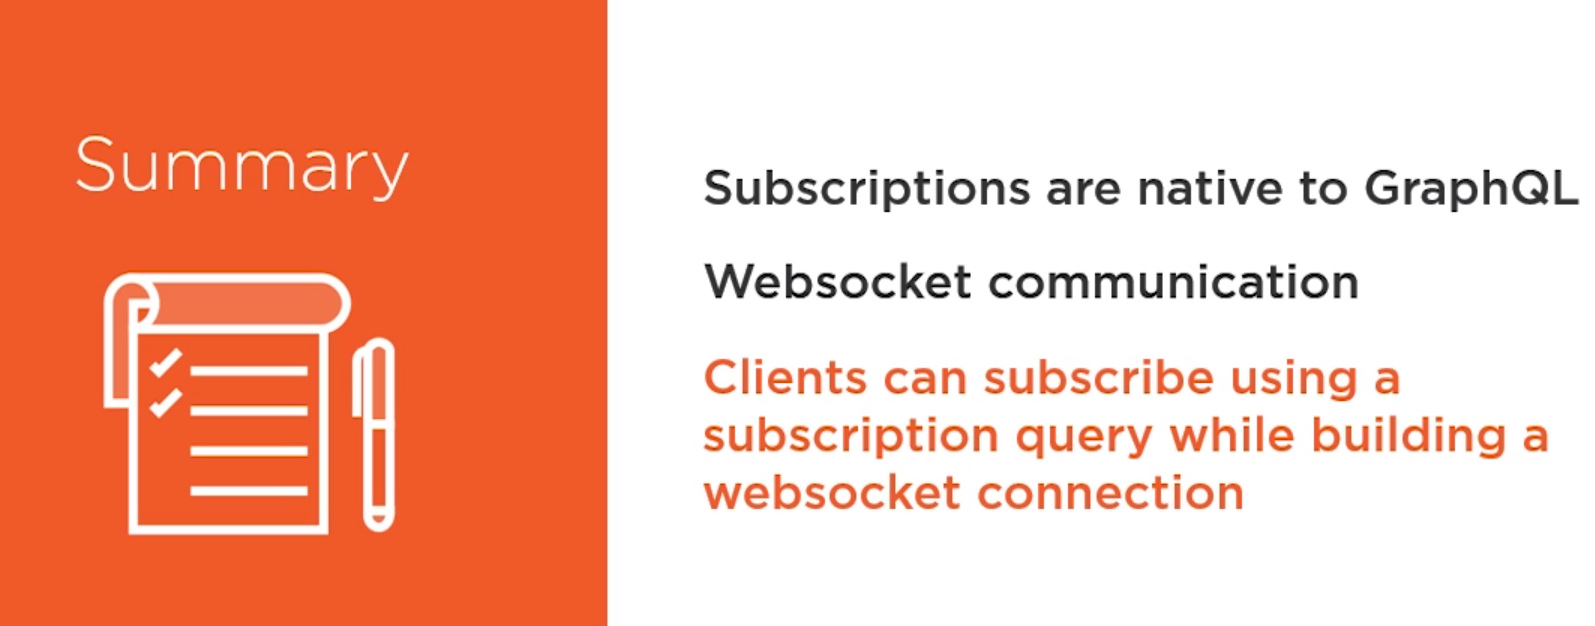 Summary
Subscriptions are native to GraphQL
Websocket communication
Clients can subscribe using a
subscription query while building a
websocket connection